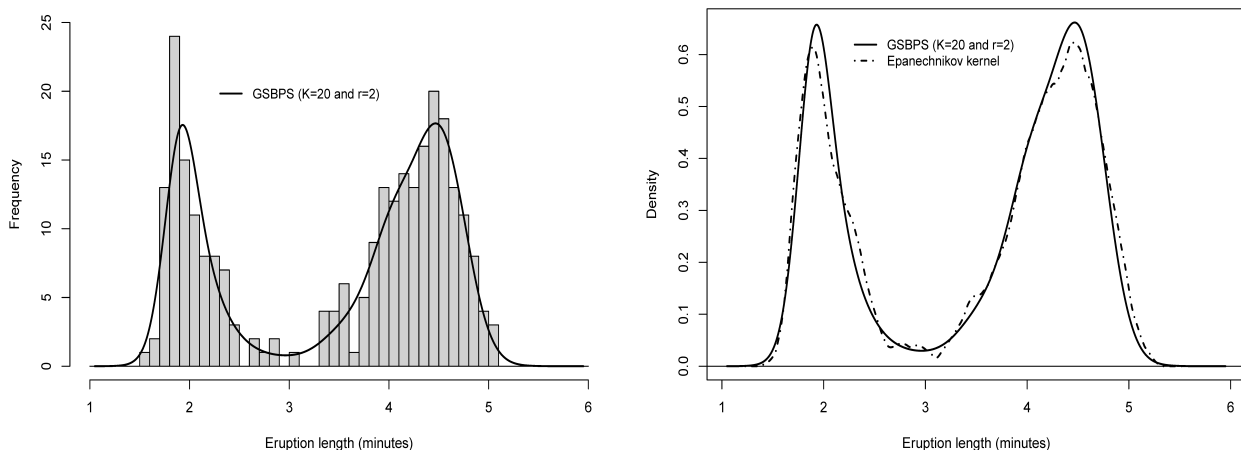 25
20
15
10
5
0
Frequency
GSBPS (K=20 and r=2)
1 2 3 4 5 6
Eruption length (minutes)
0.6
0.5
0.4
0.3
0.2
0.1
0.0
Density
GSBPS (K=20 and r=2)
Epanechnikov kernel
1 2 3 4 5 6
Eruption length (minutes)